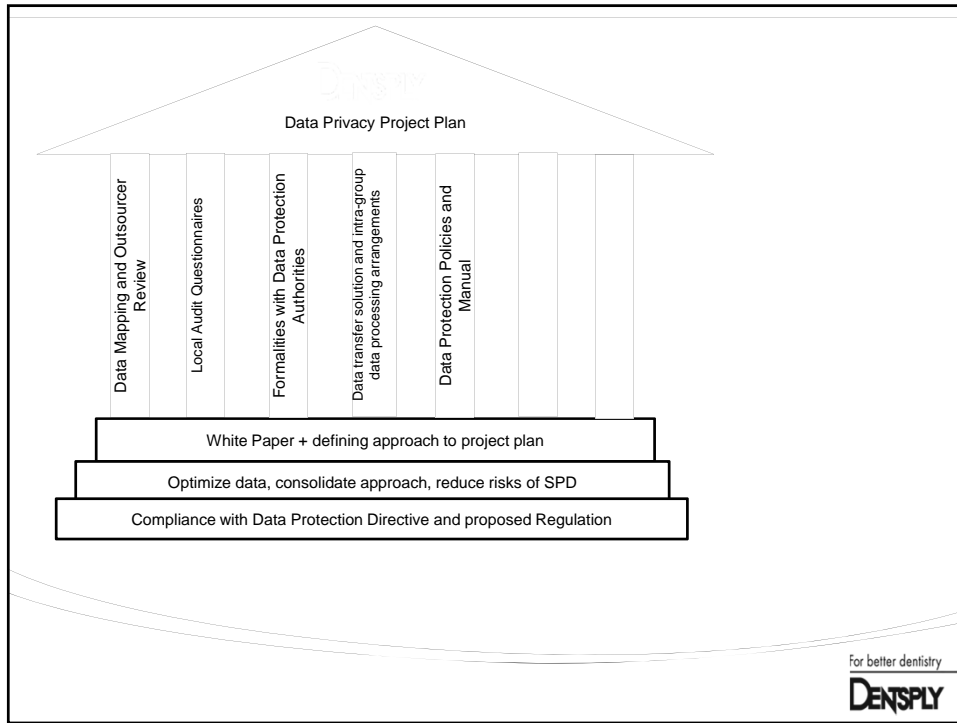 Data Privacy Project Plan
Data Mapping and Outsourcer
Review
Local Audit Questionnaires
Formalities with Data Protection
Authorities
Data transfer solution and intra-group
data processing arrangements
Data Protection Policies and
Manual
White Paper + defining approach to project plan
Optimize data, consolidate approach, reduce risks of SPD
Compliance with Data Protection Directive and proposed Regulation
For better dentistry
DENTSPLY